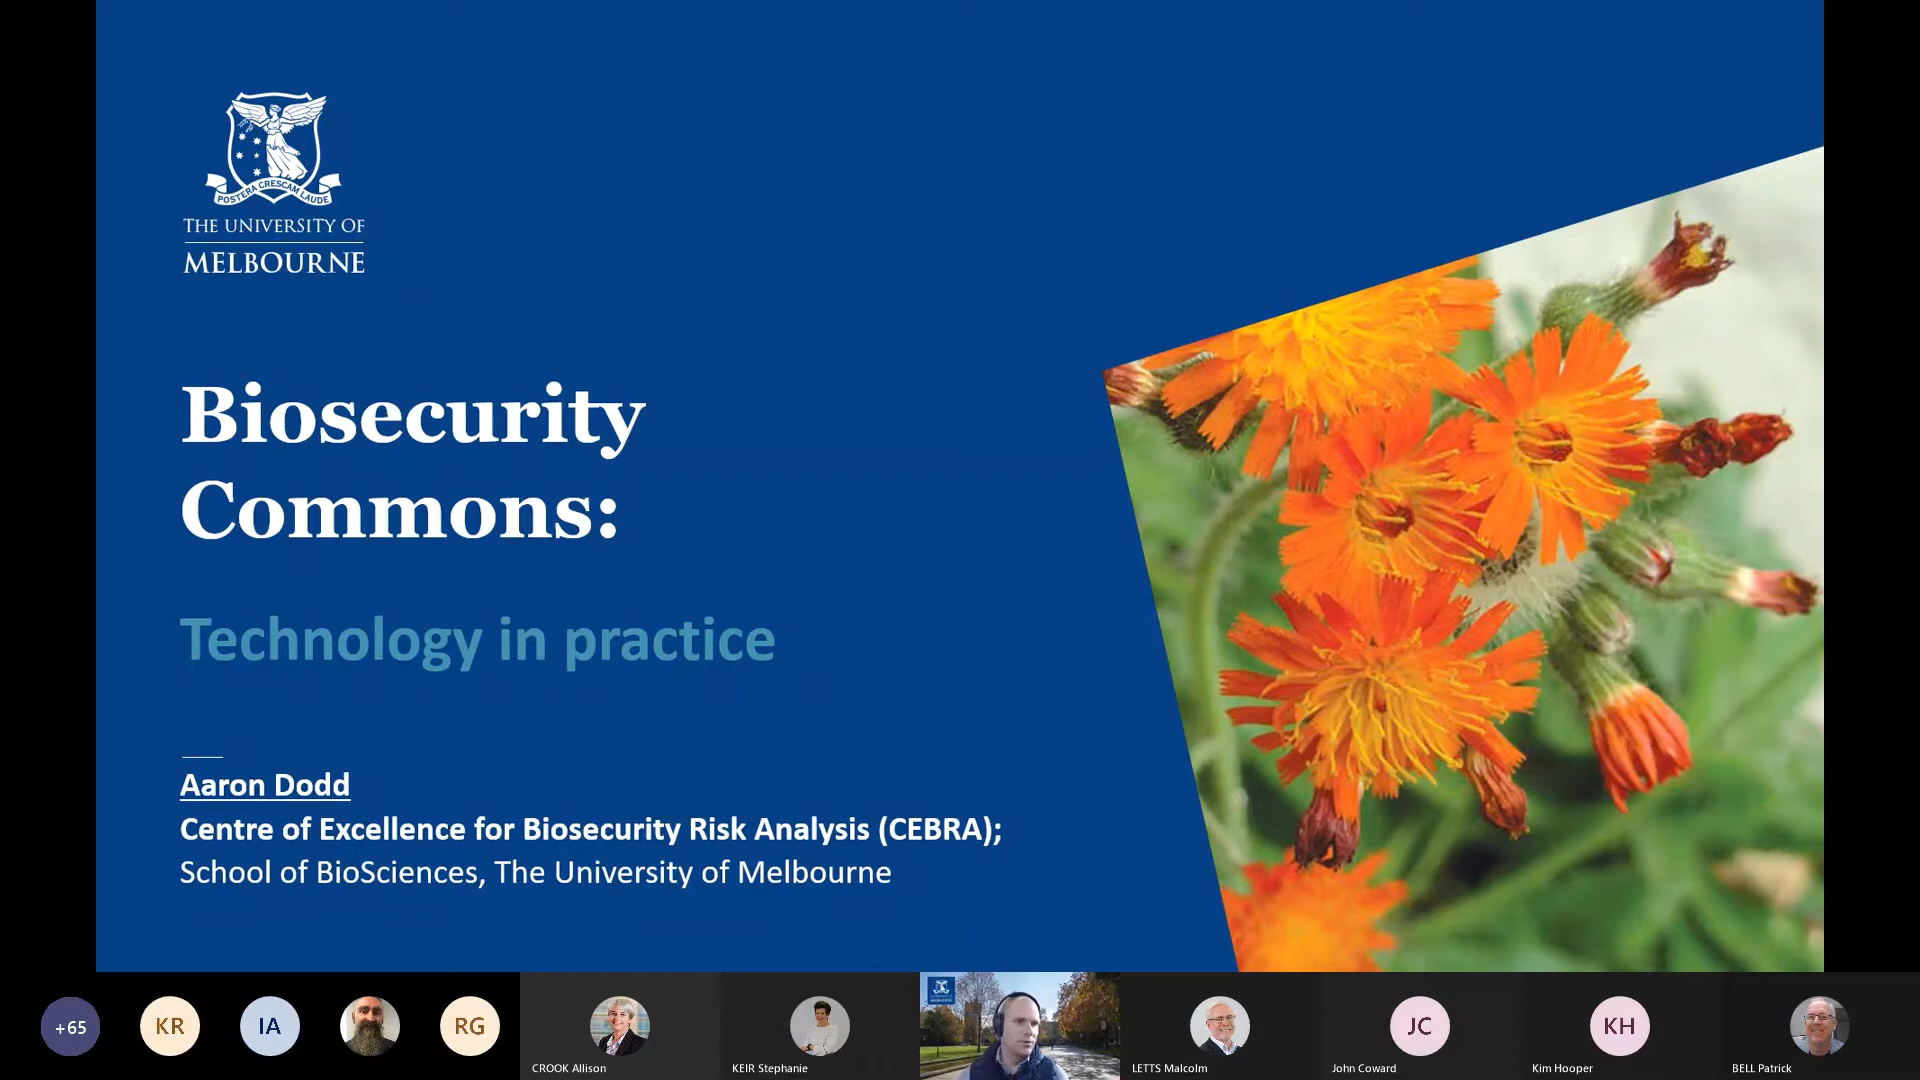 POSTERA CRESCAM LAUDE
THE UNIVERSITY OF
MELBOURNE
Biosecurity
Commons:
Technology in practice
Aaron Dodd
Centre of Excellence for Biosecurity Risk Analysis (CEBRA);
School of BioSciences, The University of Melbourne
+65
KR
IA
RG
CROOK Allison
KEIR Stephanie
LETTS Malcolm
JC
John Coward
KH
Kim Hooper
BELL Patrick